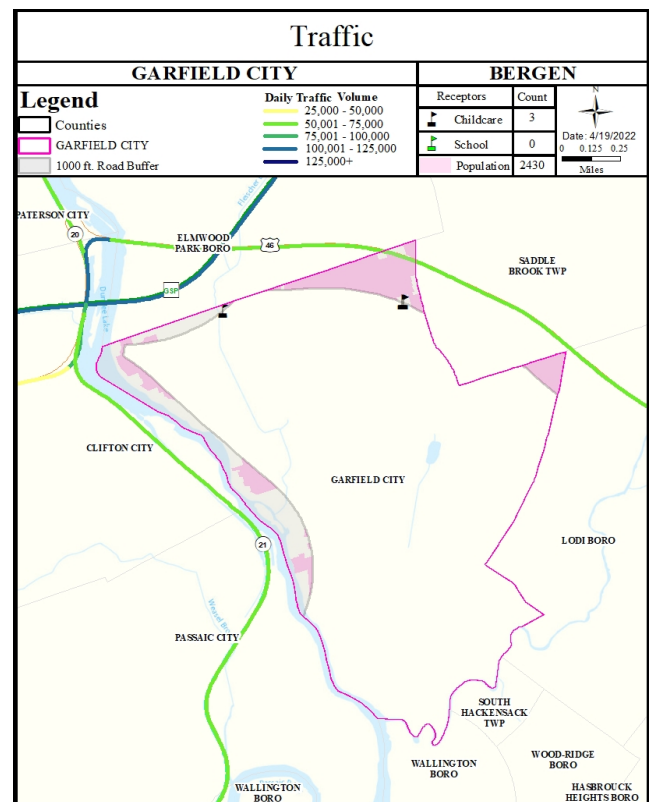 Traffic
GARFIELD CITY
BERGEN
Legend
Counties
GARFIELD CITY
1000 ft. Road Buffer
Daily Traffic Volume
25,000 - 50,000
50,001 - 75,000
75,001 - 100,000
100,001 - 125,000
125,000+
Receptors Count
Childcare 3
School 0
Population 2430
N
Date: 4/19/2022
0 0.125 0.25
Miles
PATERSON CITY
20
ELMWOOD
PARK BORO
46
SADDLE
BROOK TWP
GSP
CLIFTON CITY
GARFIELD CITY
LODI BORO
21
PASSAIC CITY
SOUTH
HACKENSACK
TWP
WALLINGTON
BORO
WOOD-RIDGE
BORO
WALLINGTON
BORO
HASBROUCK
HEIGHTS BORO